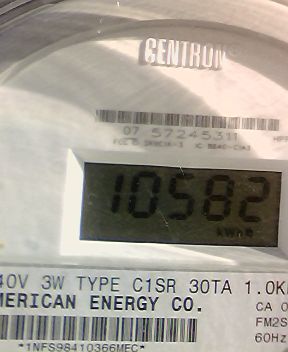 CENTRON
07 57245311
10582
kWh
40V 3W TYPE C1SR 30TA 1.0K
MERICAN ENERGY CO.
CA 0
FM2S
60Hz
*1NFS98410366MEC*